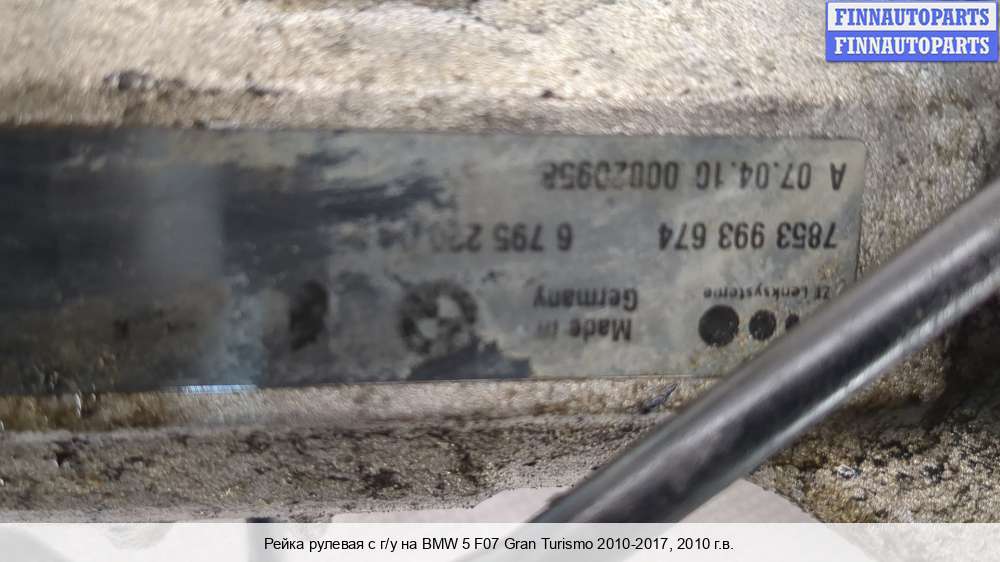 FINNAUTOPARTS
FINNAUTOPARTS
ZF Lenksysteme
Made in
Germany
7853 993 674
6 795
A 07.04.10 00020958
Рейка рулевая с г/у на BMW 5 F07 Gran Turismo 2010-2017, 2010 г.в.